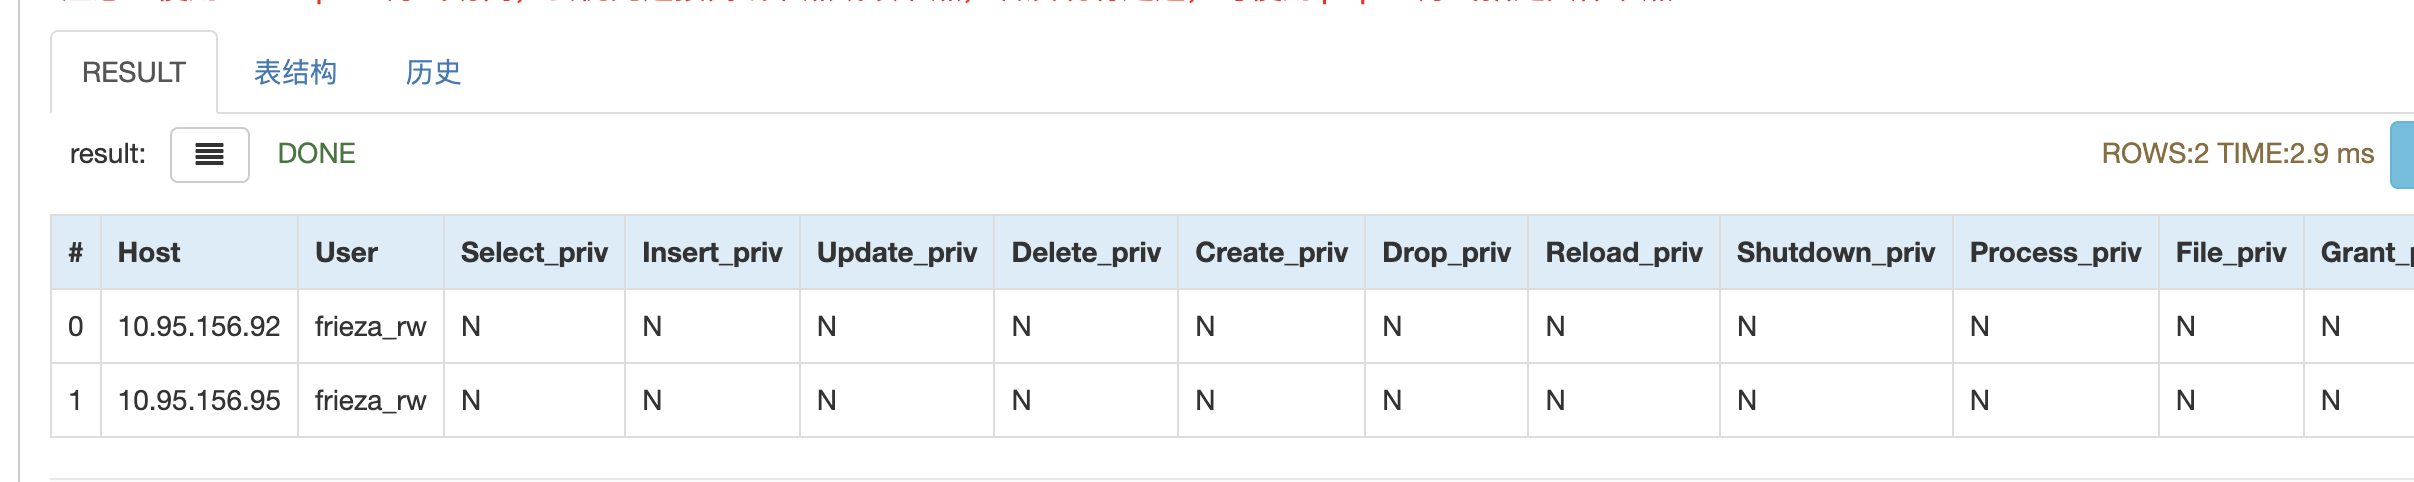 RESULT 表结构 历史
result: DONE ROWS:2 TIME:2.9 ms
# Host User Select_priv Insert_priv Update_priv Delete_priv Create_priv Drop_priv Reload_priv Shutdown_priv Process_priv File_priv Grant_
0 10.95.156.92 frieza_rw N N N N N N N N N N N
1 10.95.156.95 frieza_rw N N N N N N N N N N N